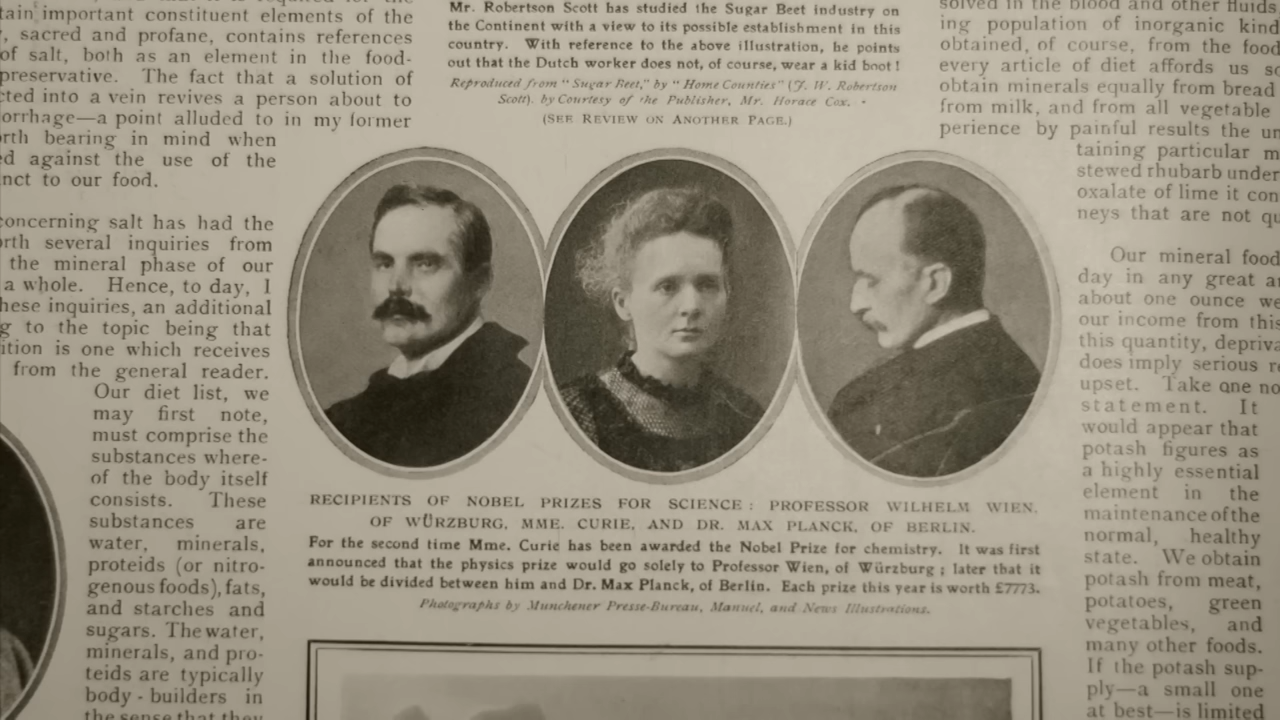 tain important constituent elements of the
, sacred and profane, contains references
of salt, both as an element in the food-
preservative. The fact that a solution of
cted into a vein revives a person about to
orrhage—a point alluded to in my former
rth bearing in mind when
ed against the use of the
nct to our food.
concerning salt has had the
rth several inquiries from
the mineral phase of our
a whole. Hence, to day, I
hese inquiries, an additional
g to the topic being that
ition is one which receives
from the general reader.
Our diet list, we
may first note,
must comprise the
substances where-
of the body itself
consists. These
substances are
water, minerals,
proteids (or nitro-
genous foods), fats,
and starches and
sugars. The water,
minerals, and pro-
teids are typically
body-builders in
the sense that they
Mr. Robertson Scott has studied the Sugar Beet industry on
the Continent with a view to its possible establishment in this
country. With reference to the above illustration, he points
out that the Dutch worker does not, of course, wear a kid boot!
Reproduced from "Sugar Beet," by "Home Counties" (J. W. Robertson
Scott), by Courtesy of the Publisher, Mr. Horace Cox.
(SEE REVIEW ON ANOTHER PAGE.)
RECIPIENTS OF NOBEL PRIZES FOR SCIENCE: PROFESSOR WILHELM WIEN,
OF WÜRZBURG, MME. CURIE, AND DR. MAX PLANCK, OF BERLIN.
For the second time Mme. Curie has been awarded the Nobel Prize for chemistry. It was first
announced that the physics prize would go solely to Professor Wien, of Würzburg; later that it
would be divided between him and Dr. Max Planck, of Berlin. Each prize this year is worth £7773.
Photographs by Munchener Presse-Bureau, Manuel, and News Illustrations.
solved in the blood and other fluids
ing population of inorganic kind
obtained, of course, from the food
every article of diet affords us so
obtain minerals equally from bread
from milk, and from all vegetable
perience by painful results the un
taining particular m
stewed rhubarb under
oxalate of lime it con
neys that are not qu
Our mineral food
day in any great a
about one ounce we
our income from this
this quantity, depriva
does imply serious r
upset. Take one no
statement. It
would appear that
potash figures as
a highly essential
element in the
maintenance of the
normal, healthy
state. We obtain
potash from meat,
potatoes, green
vegetables, and
many other foods.
If the potash sup-
ply—a small one
at best—is limited